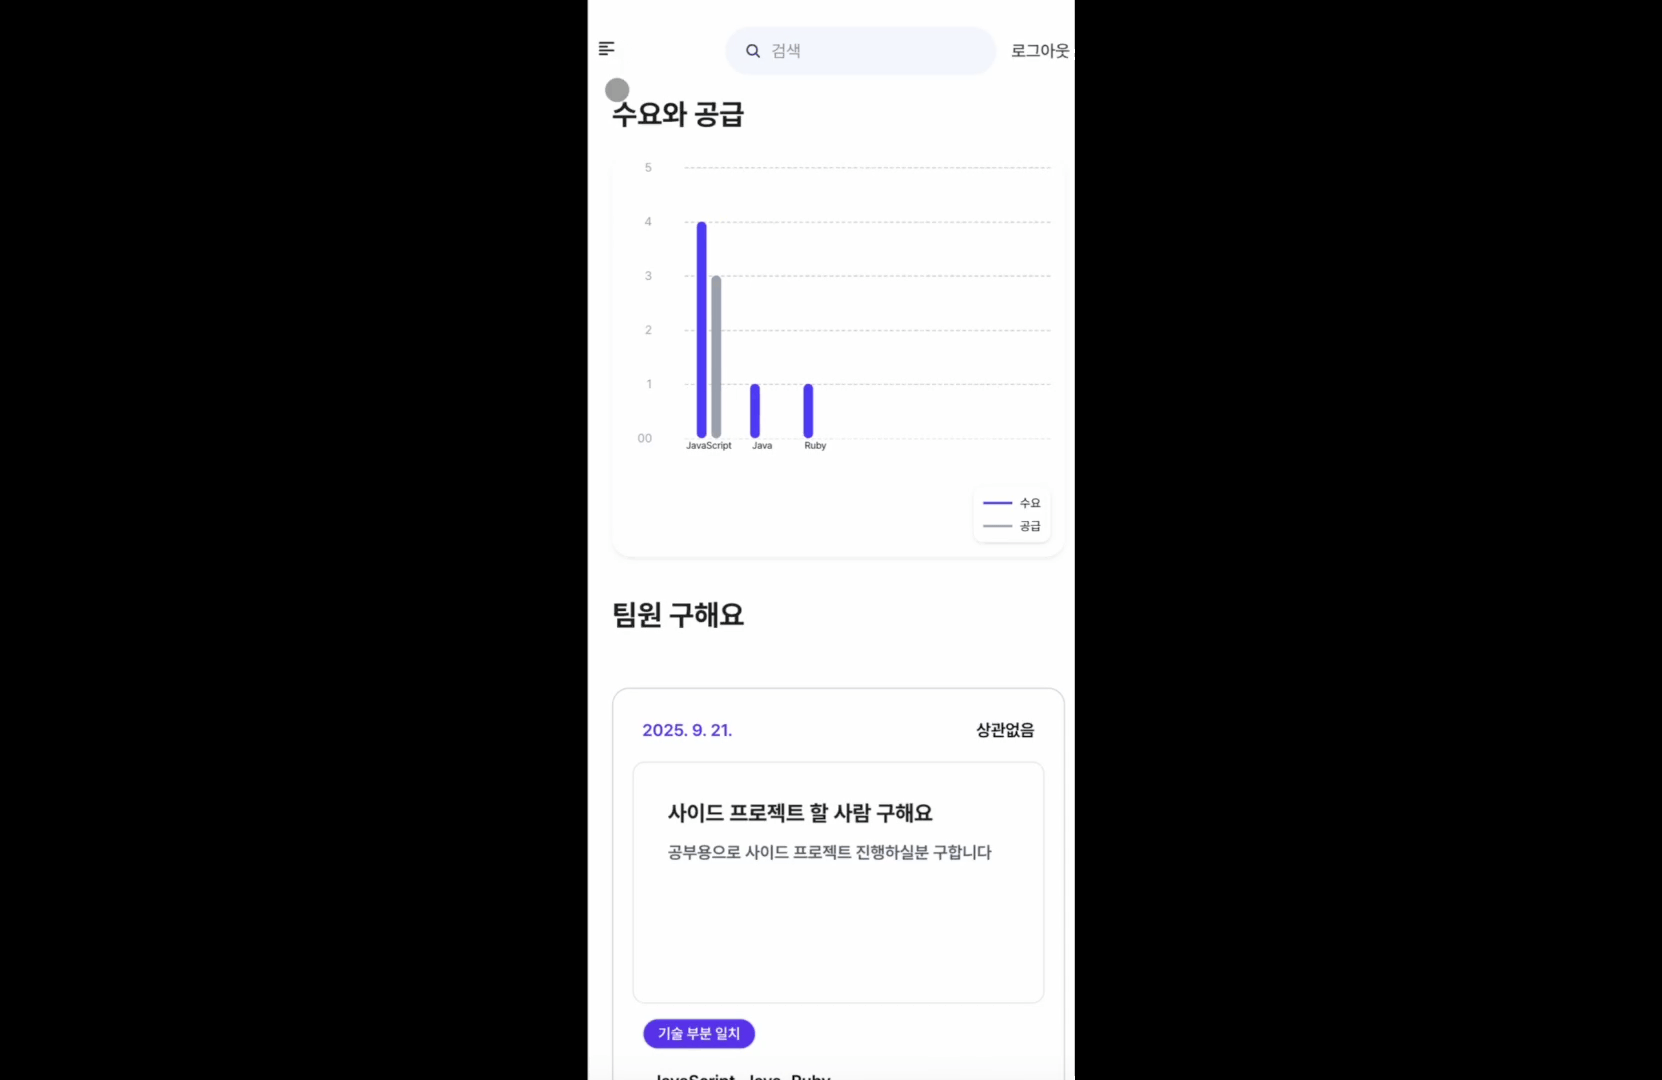 검색
로그아웃
수요와 공급
5
4
3
2
1
00
JavaScript
Java
Ruby
수요
공급
팀원 구해요
2025. 9. 21.
상관없음
사이드 프로젝트 할 사람 구해요
공부용으로 사이드 프로젝트 진행하실분 구합니다
기술 부분 일치
JavaScript, Java, Ruby